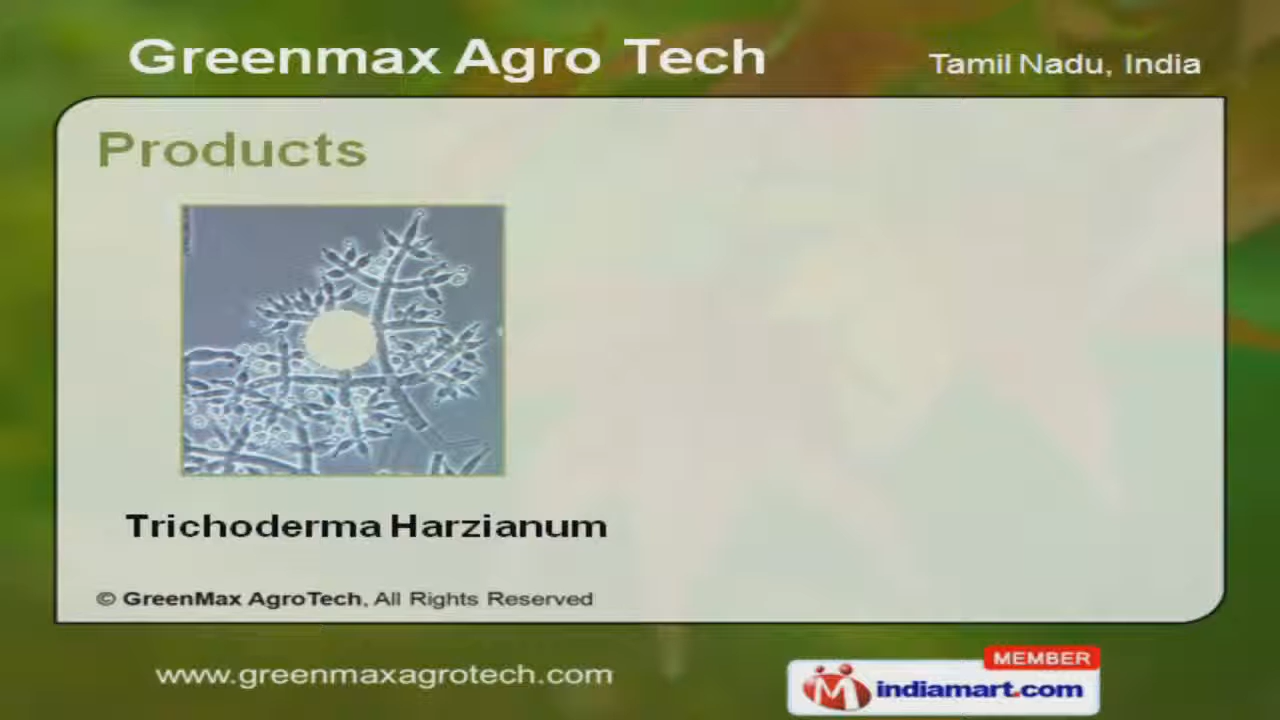 Greenmax Agro Tech
Tamil Nadu, India
Products
Trichoderma Harzianum
© GreenMax AgroTech, All Rights Reserved
www.greenmaxagrotech.com
MEMBER
indiamart.com